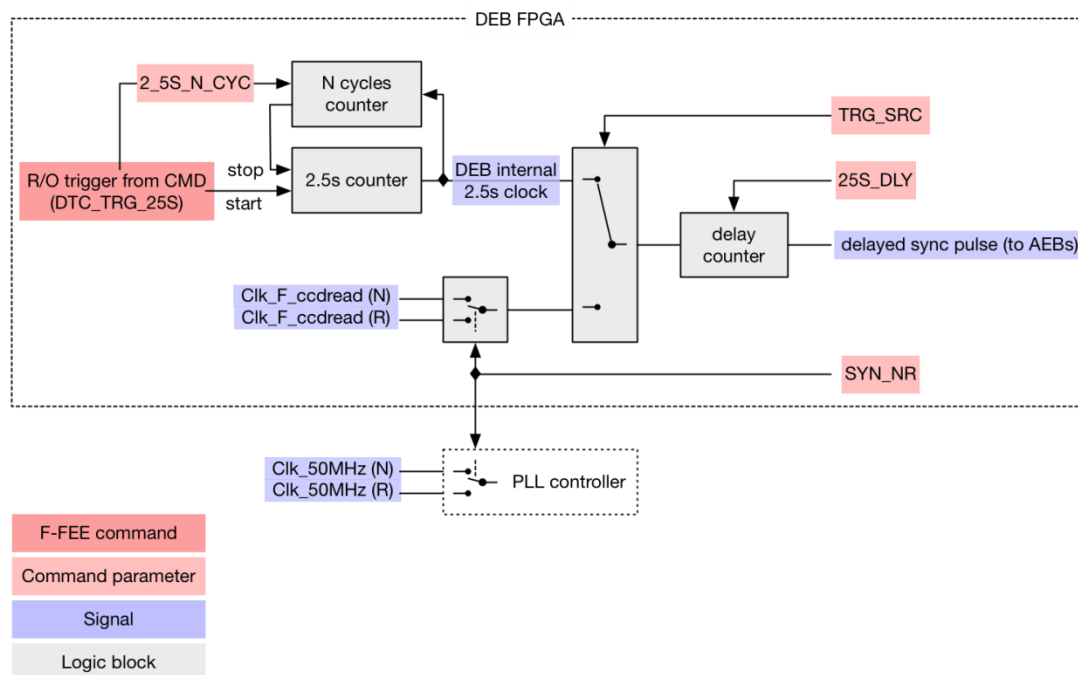 DEB FPGA
2_5S_N_CYC
N cycles
counter
TRG_SRC
R/O trigger from CMD
(DTC_TRG_25S)
stop
start
2.5s counter
DEB internal
2.5s clock
25S_DLY
delay
counter
delayed sync pulse (to AEBs)
Clk_F_ccdread (N)
Clk_F_ccdread (R)
SYN_NR
Clk_50MHz (N)
Clk_50MHz (R)
PLL controller
F-FEE command
Command parameter
Signal
Logic block